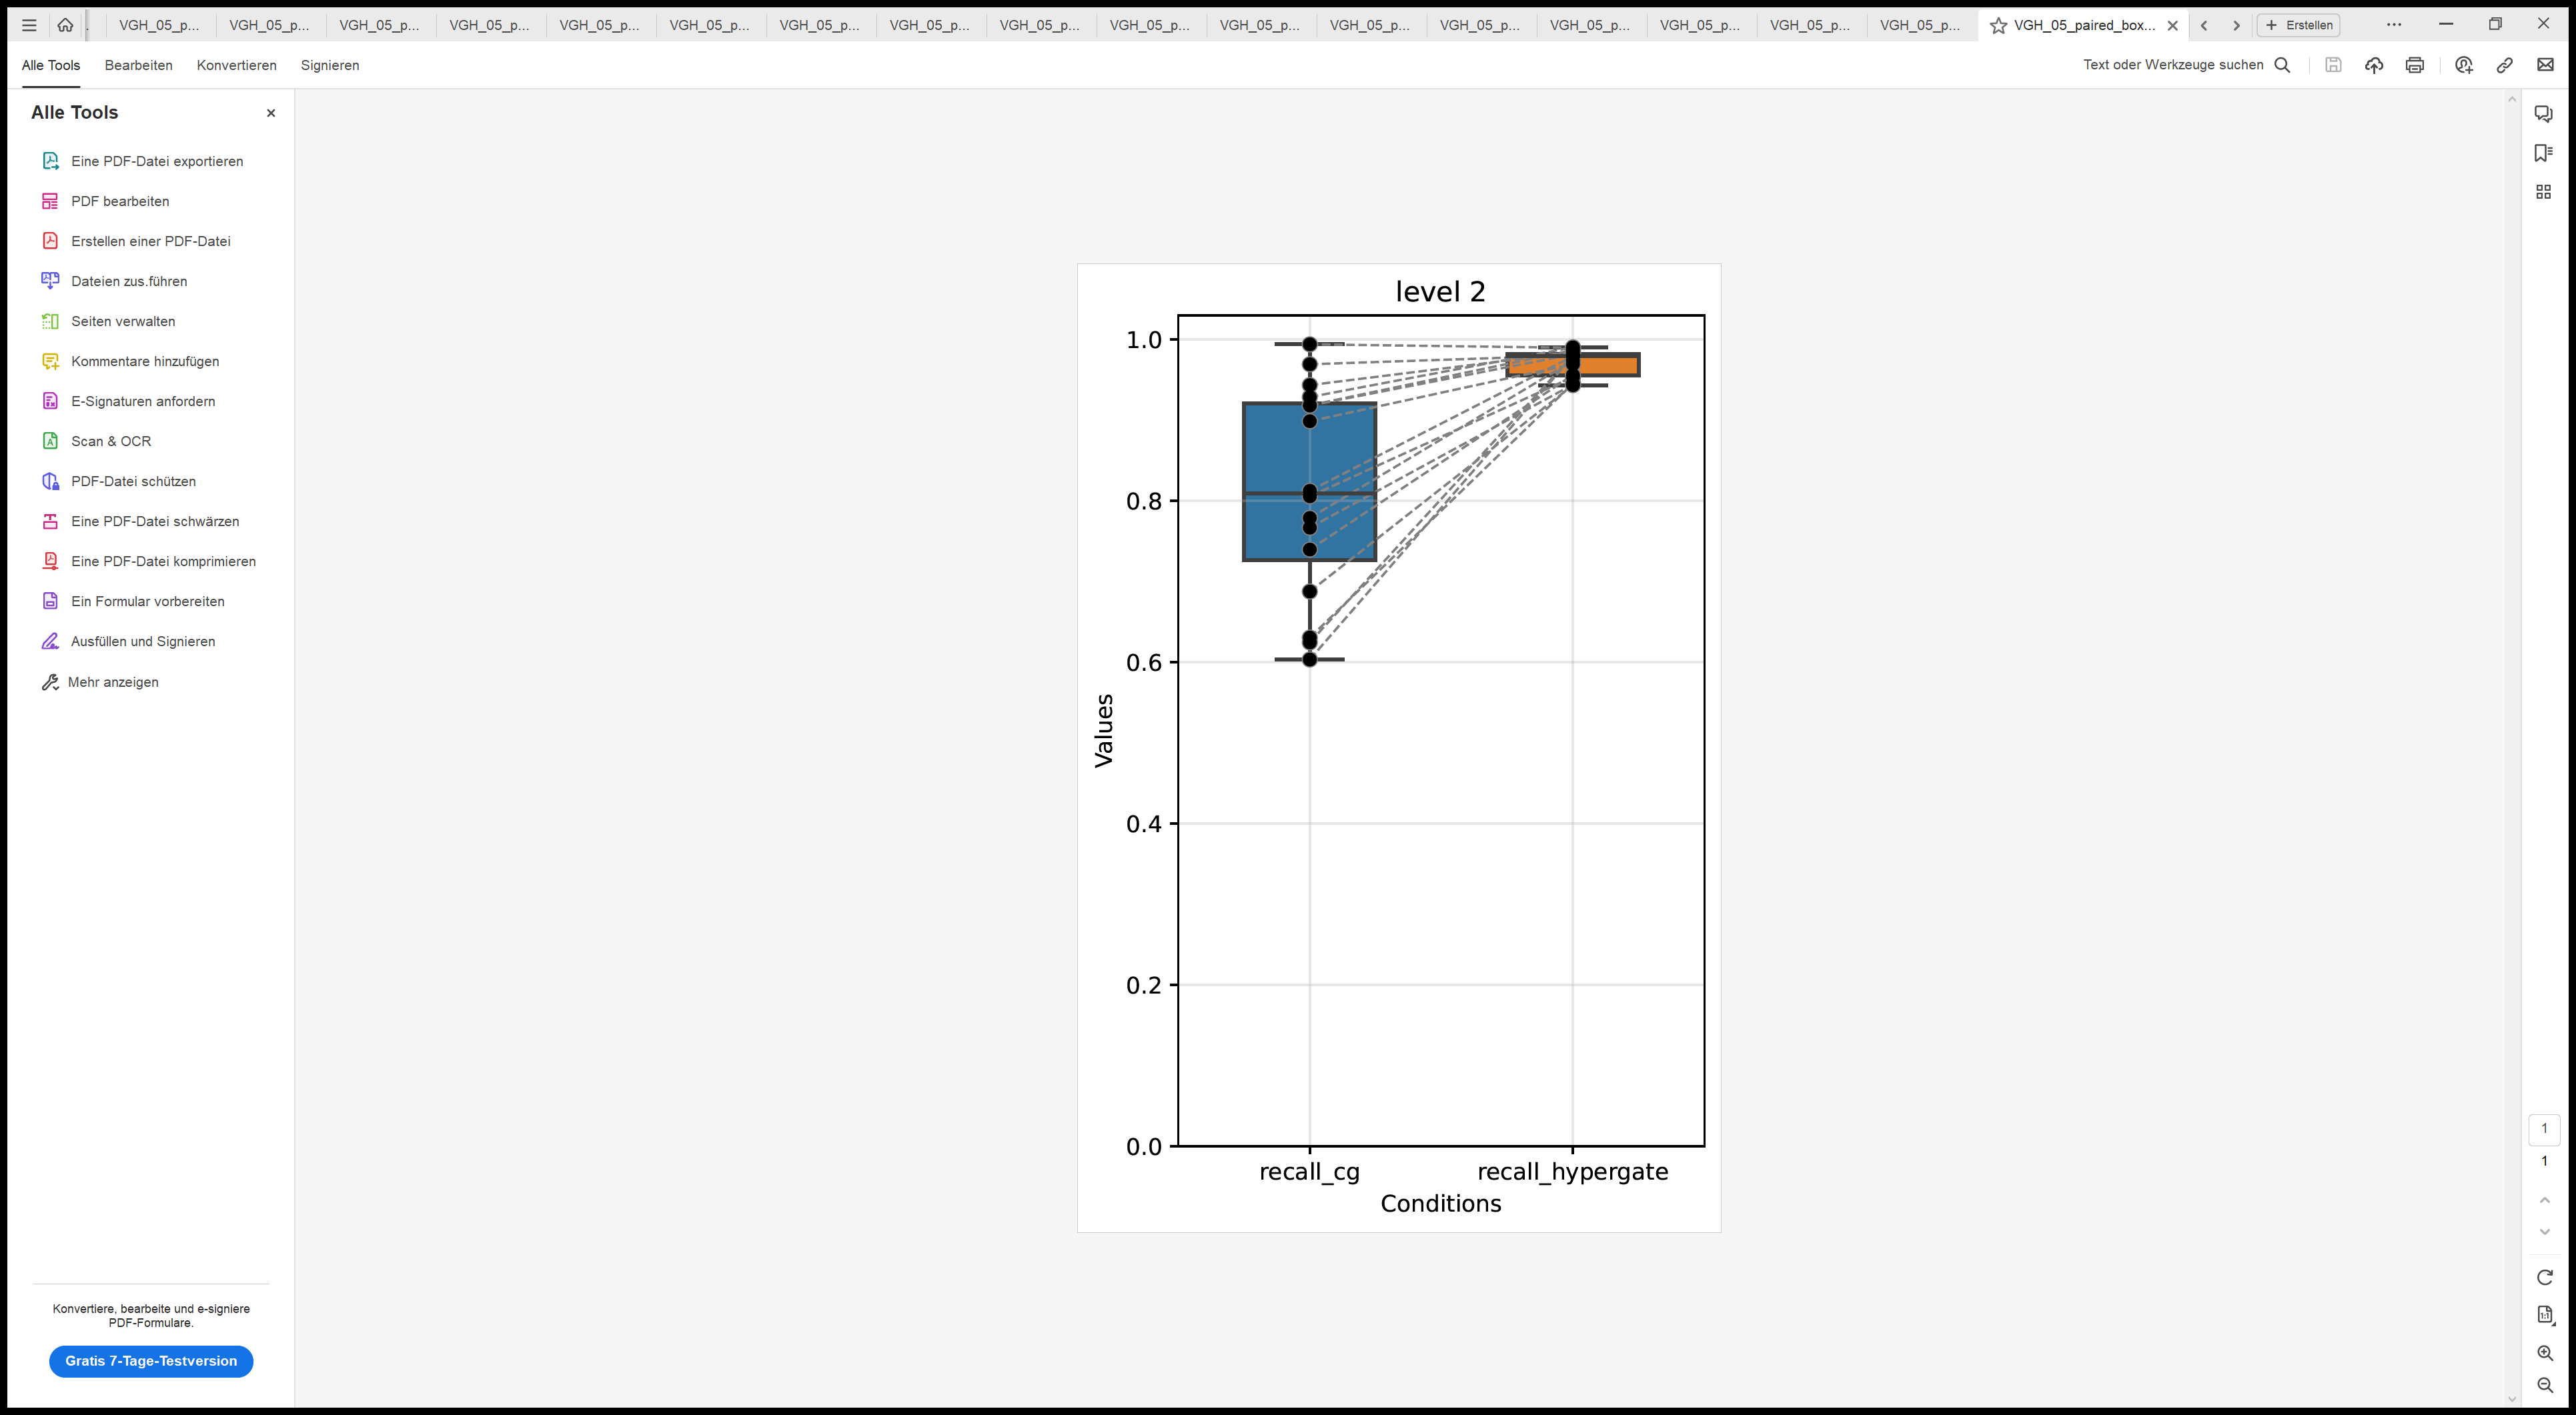 VGH_05_p... VGH_05_p... VGH_05_p... VGH_05_p... VGH_05_p... VGH_05_p... VGH_05_p... VGH_05_p... VGH_05_p... VGH_05_p... VGH_05_p... VGH_05_p... VGH_05_p... VGH_05_p... VGH_05_p... VGH_05_p... VGH_05_p... VGH_05_paired_box... Erstellen
Alle Tools Bearbeiten Konvertieren Signieren Text oder Werkzeuge suchen
Alle Tools
Eine PDF-Datei exportieren
PDF bearbeiten
Erstellen einer PDF-Datei
Dateien zus.führen
Seiten verwalten
Kommentare hinzufügen
E-Signaturen anfordern
Scan & OCR
PDF-Datei schützen
Eine PDF-Datei schwärzen
Eine PDF-Datei komprimieren
Ein Formular vorbereiten
Ausfüllen und Signieren
Mehr anzeigen
Konvertiere, bearbeite und e-signiere
PDF-Formulare.
Gratis 7-Tage-Testversion
level 2
1.0
0.8
0.6
0.4
0.2
0.0
Values
recall_cg recall_hypergate
Conditions
1
1